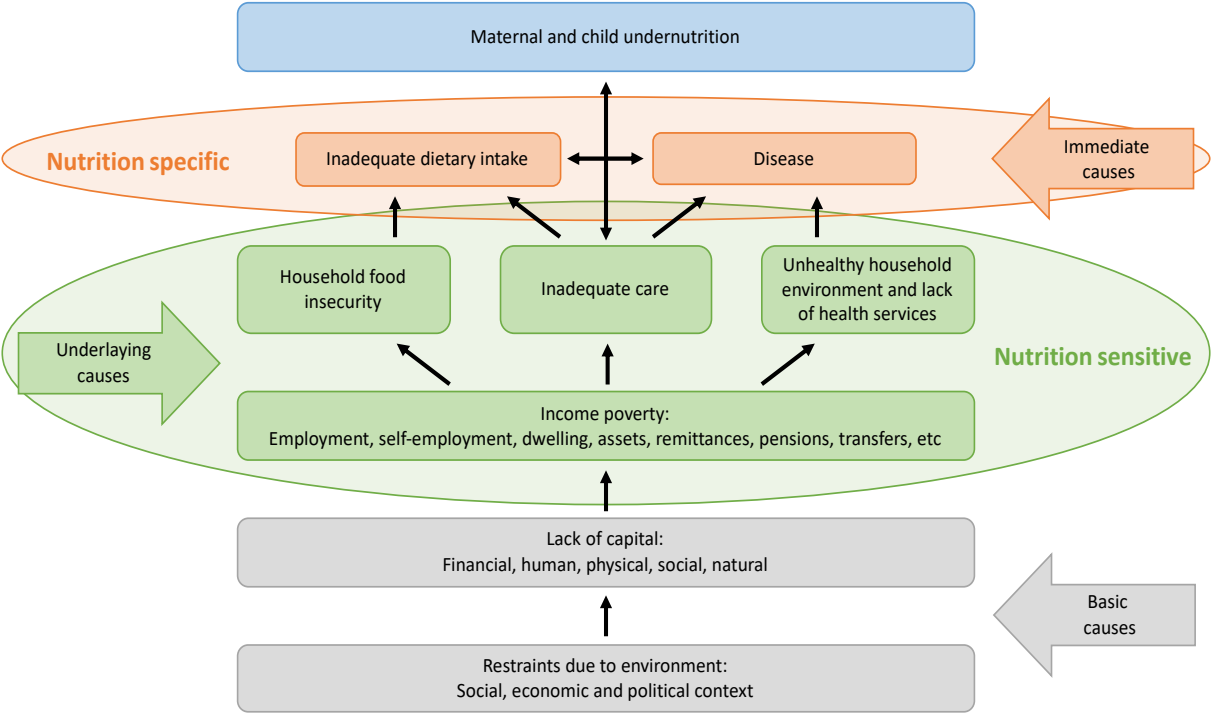 Maternal and child undernutrition
Nutrition specific
Inadequate dietary intake
Disease
Immediate
causes
Household food
insecurity
Inadequate care
Unhealthy household
environment and lack
of health services
Underlaying
causes
Nutrition sensitive
Income poverty:
Employment, self-employment, dwelling, assets, remittances, pensions, transfers, etc
Lack of capital:
Financial, human, physical, social, natural
Basic
causes
Restraints due to environment:
Social, economic and political context